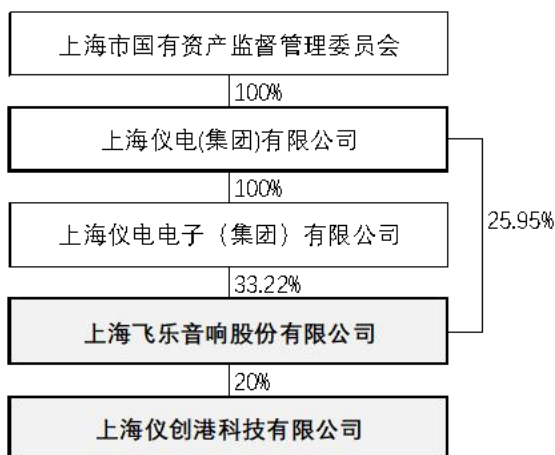 上海市国有资产监督管理委员会
100%
上海仪电(集团)有限公司
100%
25.95%
上海仪电电子（集团）有限公司
33.22%
上海飞乐音响股份有限公司
20%
上海仪创港科技有限公司